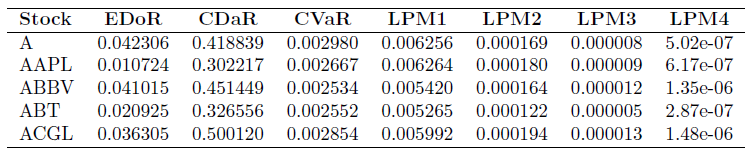 Stock EDoR CDaR CVaR LPM1 LPM2 LPM3 LPM4
A 0.042306 0.418839 0.002980 0.006256 0.000169 0.000008 5.02e-07
AAPL 0.010724 0.302217 0.002667 0.006264 0.000180 0.000009 6.17e-07
ABBV 0.041015 0.451449 0.002534 0.005420 0.000164 0.000012 1.35e-06
ABT 0.020925 0.326556 0.002552 0.005265 0.000122 0.000005 2.87e-07
ACGL 0.036305 0.500120 0.002854 0.005992 0.000194 0.000013 1.48e-06